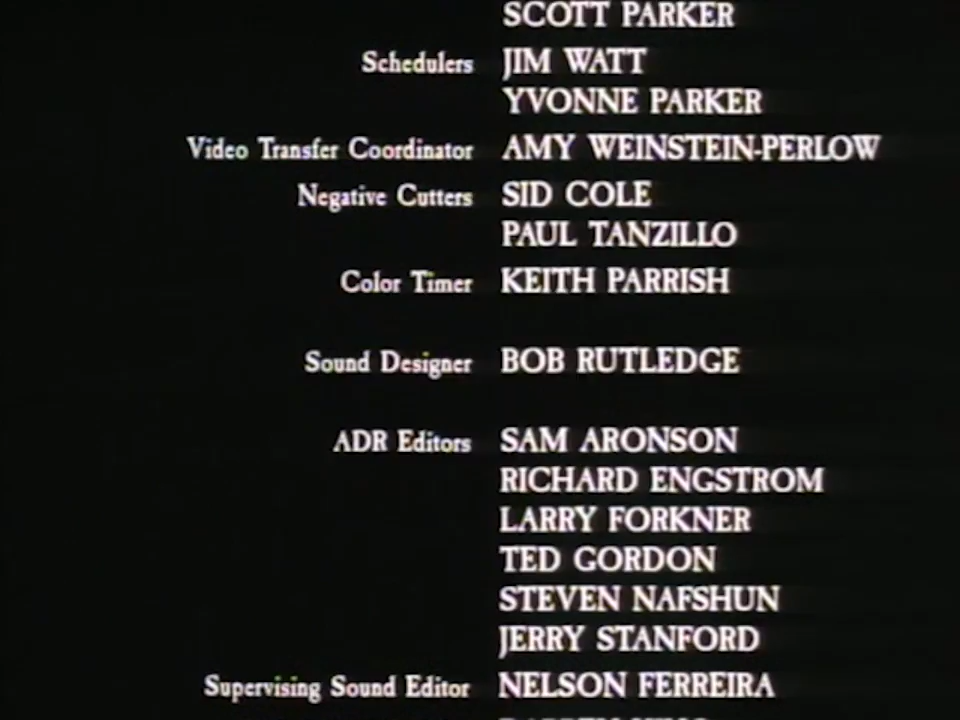 SCOTT PARKER
Schedulers JIM WATT
YVONNE PARKER
Video Transfer Coordinator AMY WEINSTEIN-PERLOW
Negative Cutters SID COLE
PAUL TANZILLO
Color Timer KEITH PARRISH
Sound Designer BOB RUTLEDGE
ADR Editors SAM ARONSON
RICHARD ENGSTROM
LARRY FORKNER
TED GORDON
STEVEN NAFSHUN
JERRY STANFORD
Supervising Sound Editor NELSON FERREIRA